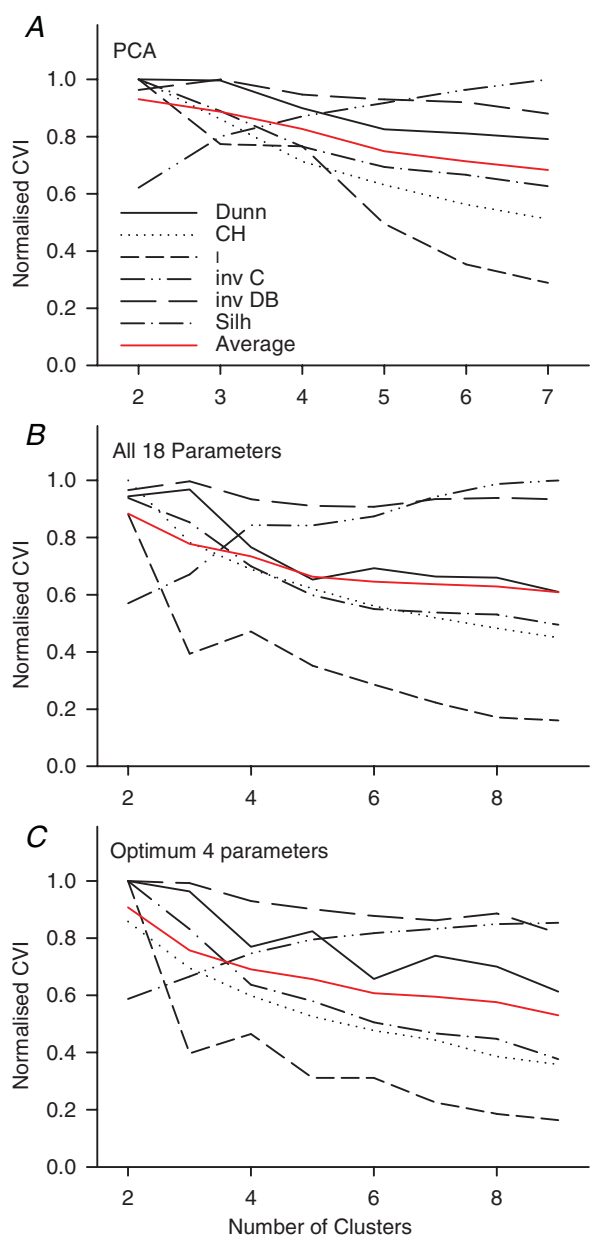 A
PCA
Normalised CVI
1.0
0.8
0.6
0.4
0.2
0.0
Dunn
CH
I
inv C
inv DB
Silh
Average
2 3 4 5 6 7
B
All 18 Parameters
Normalised CVI
1.0
0.8
0.6
0.4
0.2
0.0
2 4 6 8
C
Optimum 4 parameters
Normalised CVI
1.0
0.8
0.6
0.4
0.2
0.0
2 4 6 8
Number of Clusters